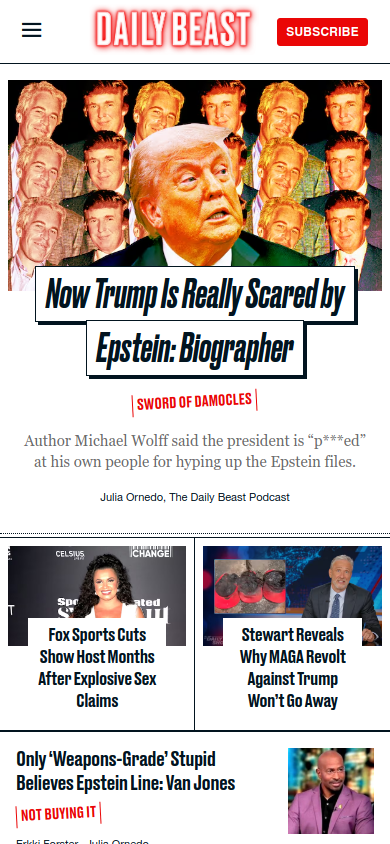 DAILY BEAST
SUBSCRIBE
Now Trump Is Really Scared by
Epstein: Biographer
SWORD OF DAMOCLES
Author Michael Wolff said the president is “p***ed”
at his own people for hyping up the Epstein files.
Julia Ornedo, The Daily Beast Podcast
CELSIUS
CHANGE
Fox Sports Cuts
Show Host Months
After Explosive Sex
Claims
Stewart Reveals
Why MAGA Revolt
Against Trump
Won’t Go Away
Only ‘Weapons-Grade’ Stupid
Believes Epstein Line: Van Jones
NOT BUYING IT
Erkki Forster, Julia Ornedo